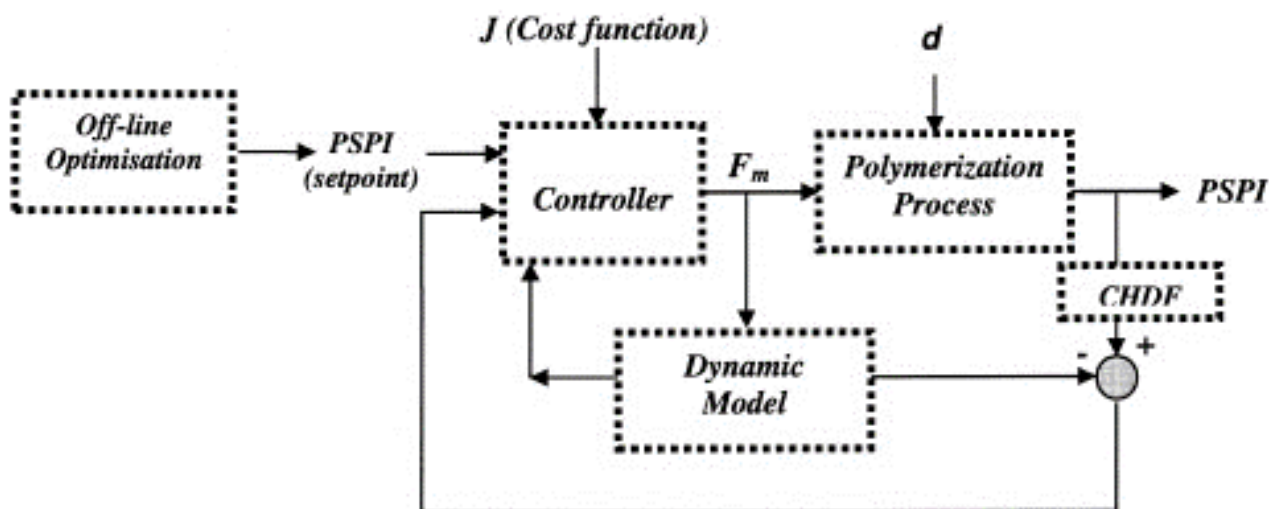 J (Cost function)
d
Off-line
Optimisation
PSPI
(setpoint)
Controller
Fm
Polymerization
Process
PSPI
CHDF
- +
Dynamic
Model